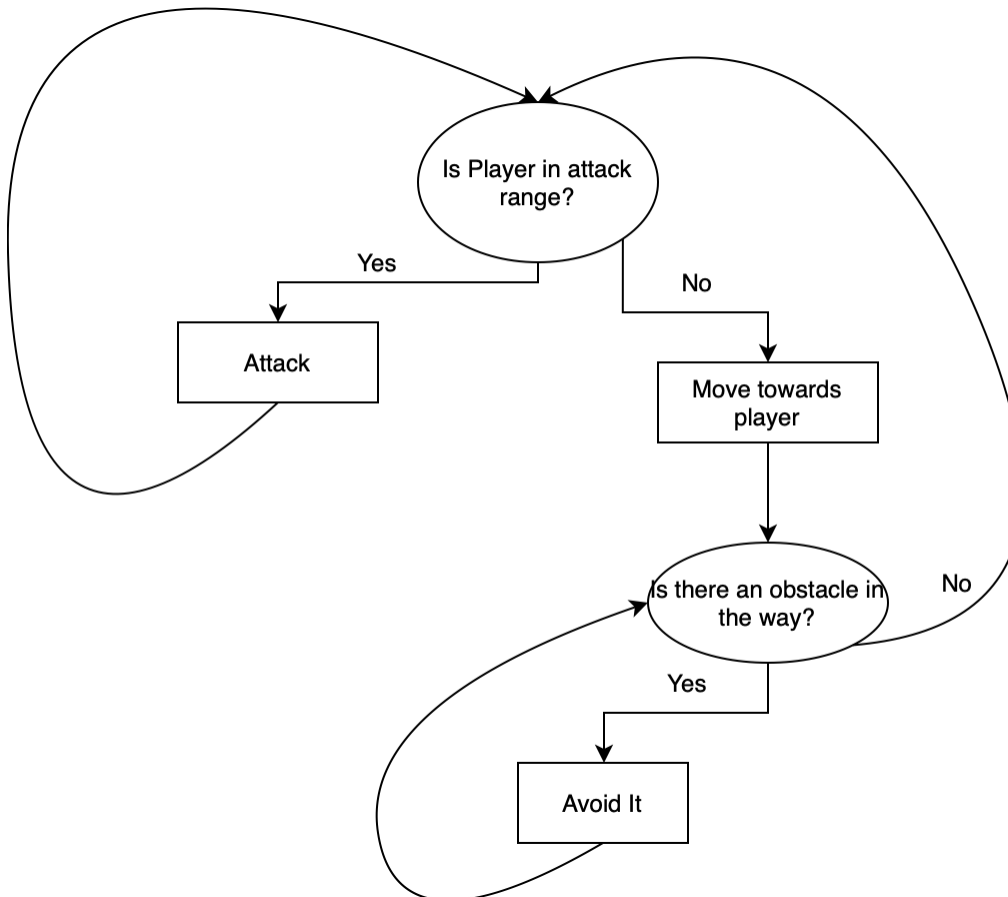 Is Player in attack
range?
Yes
No
Attack
Move towards
player
Is there an obstacle in
the way?
No
Yes
Avoid It